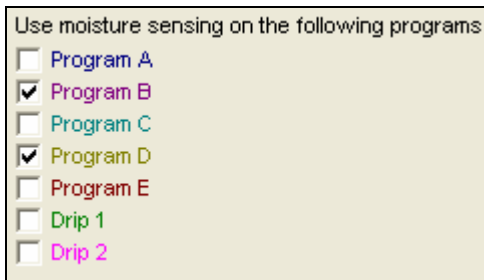 Use moisture sensing on the following programs
Program A
Program B
Program C
Program D
Program E
Drip 1
Drip 2